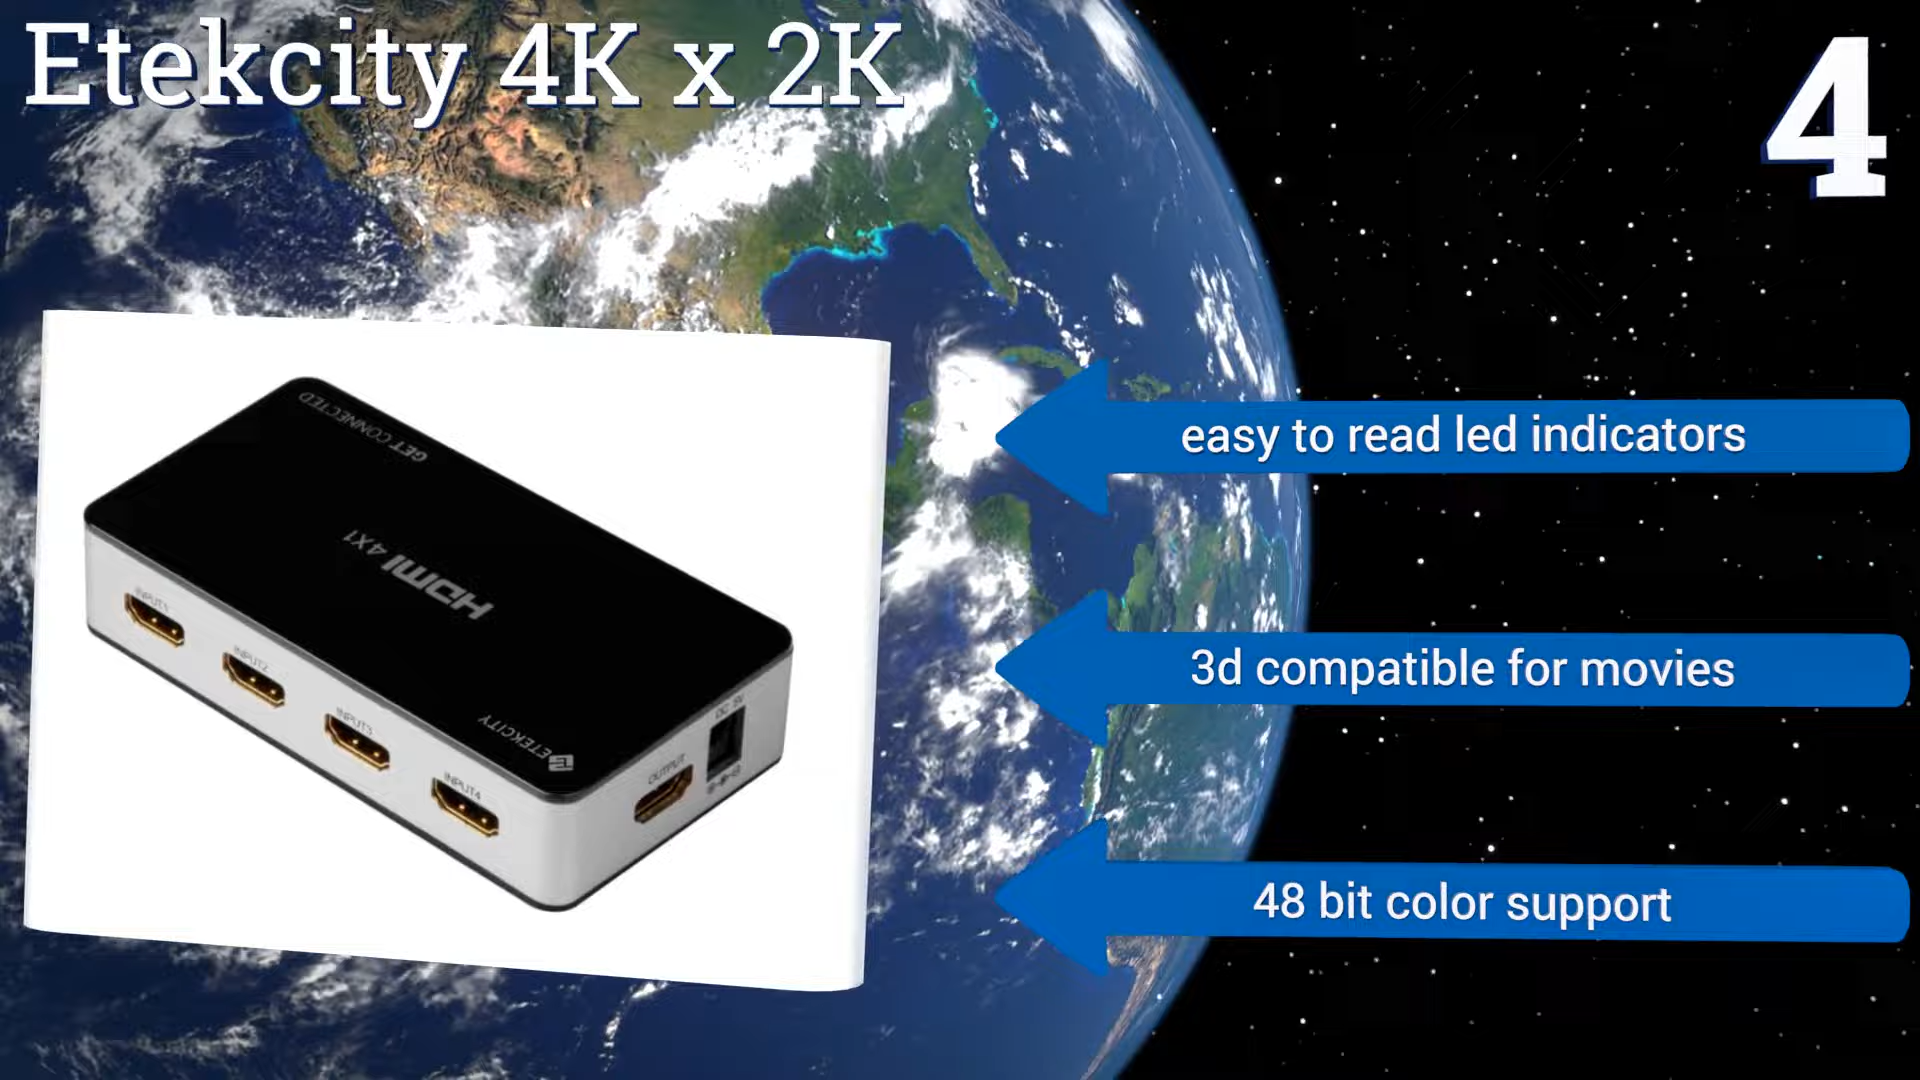 Etekcity 4K x 2K
4
easy to read led indicators
3d compatible for movies
48 bit color support
GET CONNECTED
HDMI 4X1
ETEKCITY
INPUT1
INPUT2
INPUT3
INPUT4
OUTPUT
DC 5V